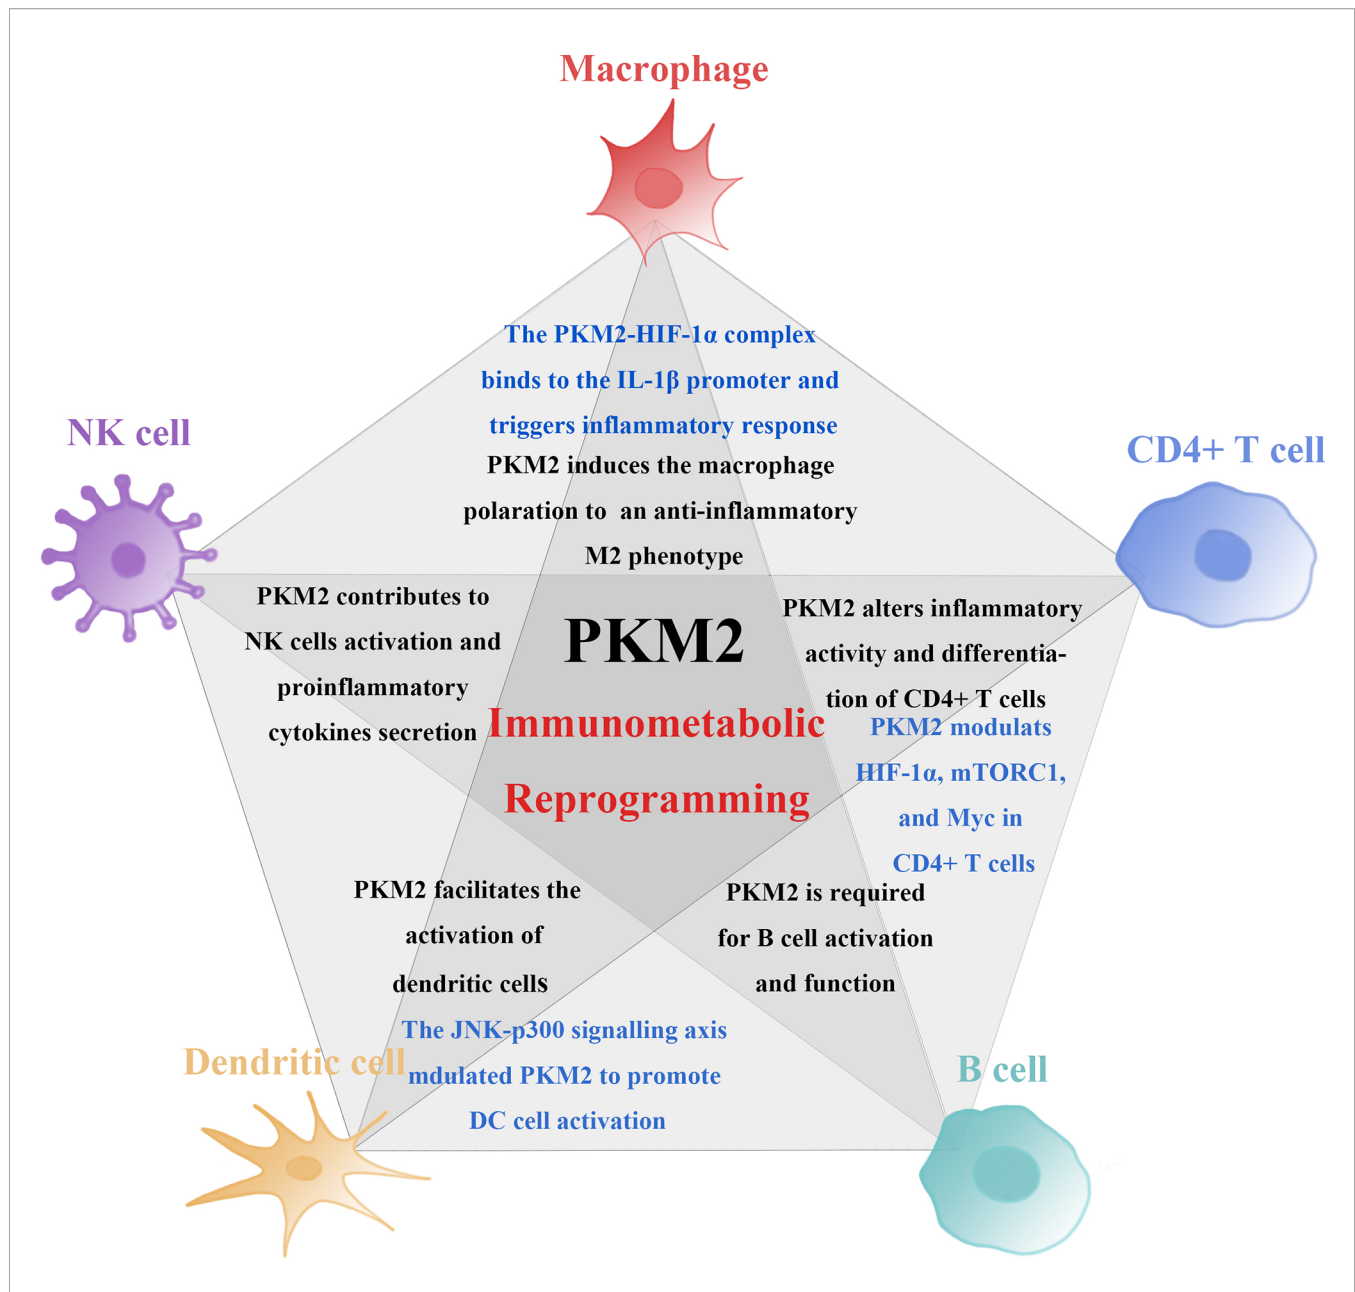 Macrophage
The PKM2-HIF-1α complex
binds to the IL-1β promoter and
triggers inflammatory response
PKM2 induces the macrophage
polaration to an anti-inflammatory
M2 phenotype
NK cell
PKM2 contributes to
NK cells activation and
proinflammatory
cytokines secretion
PKM2
Immunometabolic
Reprogramming
CD4+ T cell
PKM2 alters inflammatory
activity and differentia-
tion of CD4+ T cells
PKM2 modulats
HIF-1α, mTORC1,
and Myc in
CD4+ T cells
PKM2 facilitates the
activation of
dendritic cells
The JNK-p300 signalling axis
mdulated PKM2 to promote
DC cell activation
Dendritic cell
PKM2 is required
for B cell activation
and function
B cell